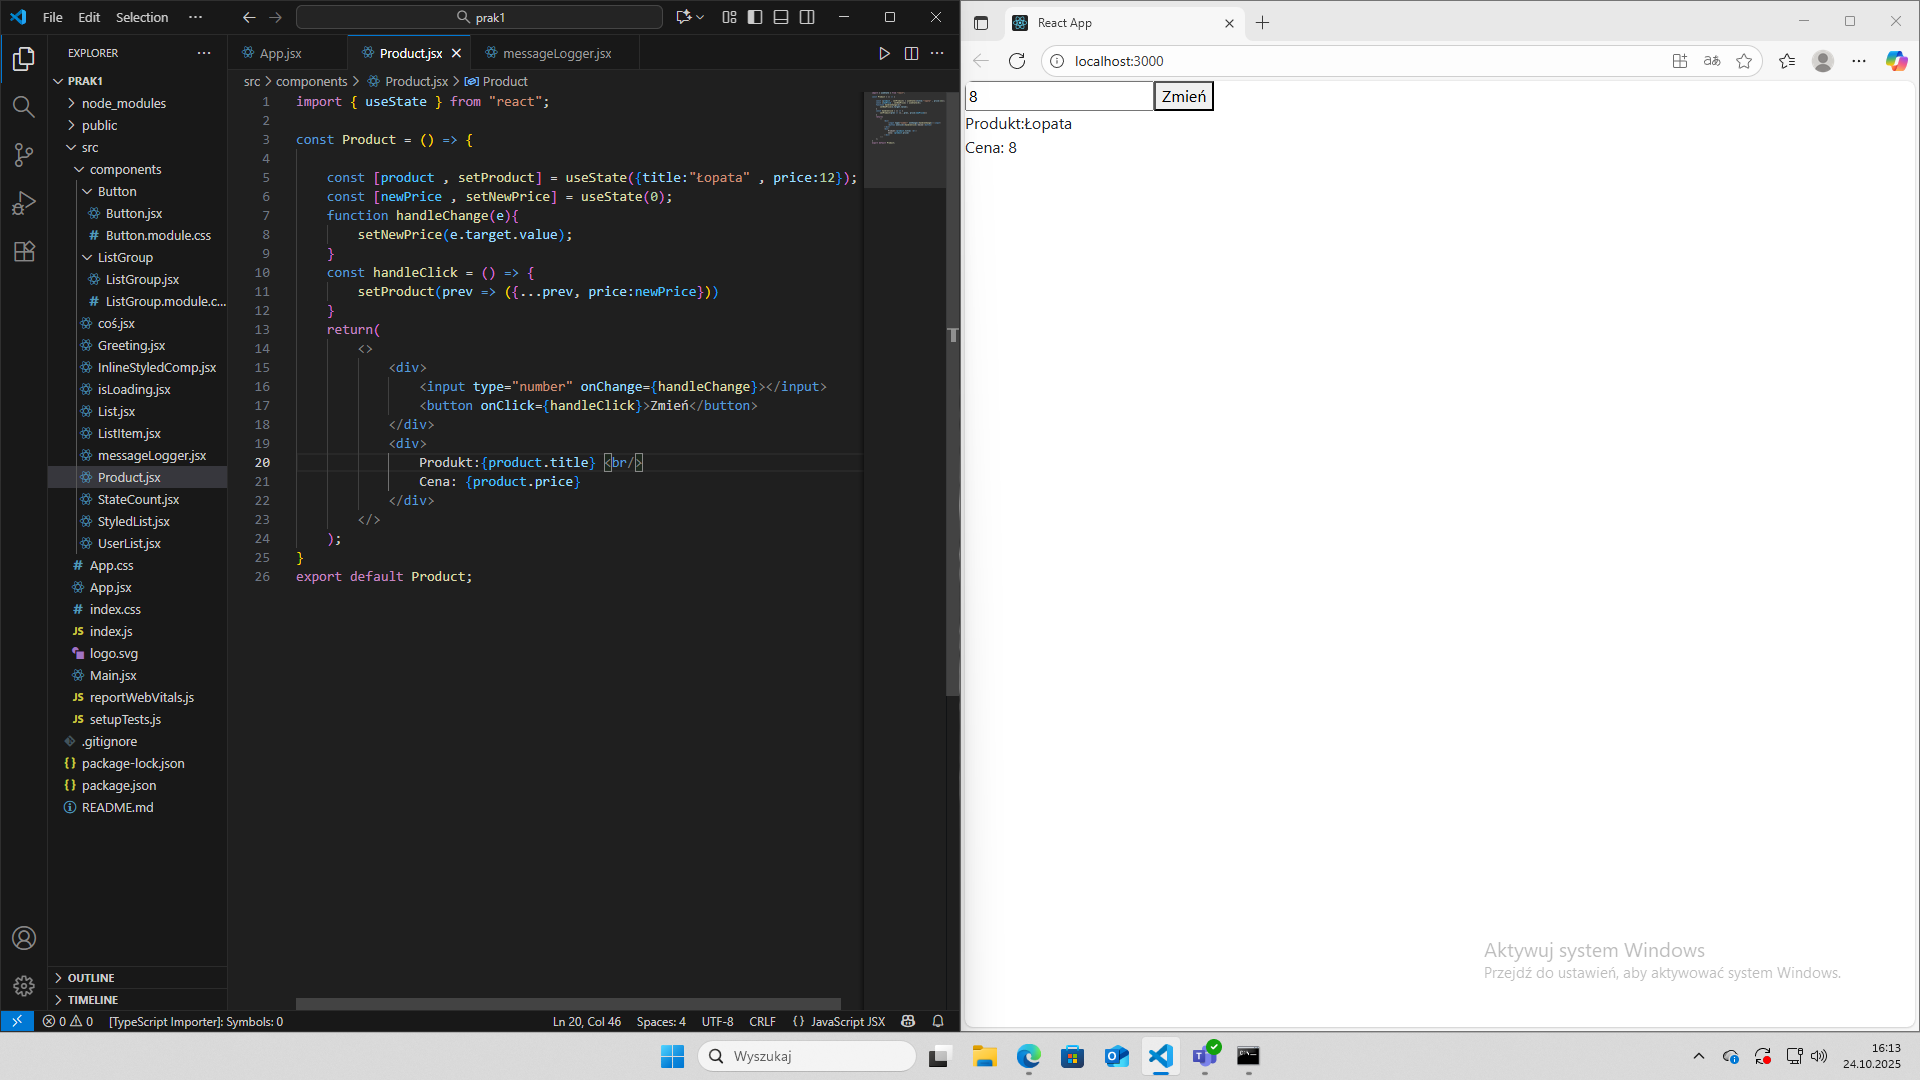 File Edit Selection ···
prak1
React App
localhost:3000
EXPLORER ···
PRAK1
node_modules
public
src
components
Button
Button.jsx
Button.module.css
ListGroup
ListGroup.jsx
ListGroup.module.c...
coś.jsx
Greeting.jsx
InlineStyledComp.jsx
isLoading.jsx
List.jsx
ListItem.jsx
messageLogger.jsx
Product.jsx
StateCount.jsx
StyledList.jsx
UserList.jsx
App.css
App.jsx
index.css
index.js
logo.svg
Main.jsx
reportWebVitals.js
setupTests.js
.gitignore
package-lock.json
package.json
README.md
OUTLINE
TIMELINE
App.jsx Product.jsx messageLogger.jsx
src > components > Product.jsx > Product
1 import { useState } from "react";
2
3 const Product = () => {
4
5 const [product , setProduct] = useState({title:"Łopata" , price:12});
6 const [newPrice , setNewPrice] = useState(0);
7 function handleChange(e){
8 setNewPrice(e.target.value);
9 }
10 const handleClick = () => {
11 setProduct(prev => ({...prev, price:newPrice}))
12 }
13 return(
14 <>
15 <div>
16 <input type="number" onChange={handleChange}></input>
17 <button onClick={handleClick}>Zmień</button>
18 </div>
19 <div>
20 Produkt:{product.title} <br/>
21 Cena: {product.price}
22 </div>
23 </>
24 );
25 }
26 export default Product;
8 Zmień
Produkt:Łopata
Cena: 8
Aktywuj system Windows
Przejdź do ustawień, aby aktywować system Windows.
0 0 [TypeScript Importer]: Symbols: 0 Ln 20, Col 46 Spaces: 4 UTF-8 CRLF {} JavaScript JSX
Wyszukaj
16:13
24.10.2025